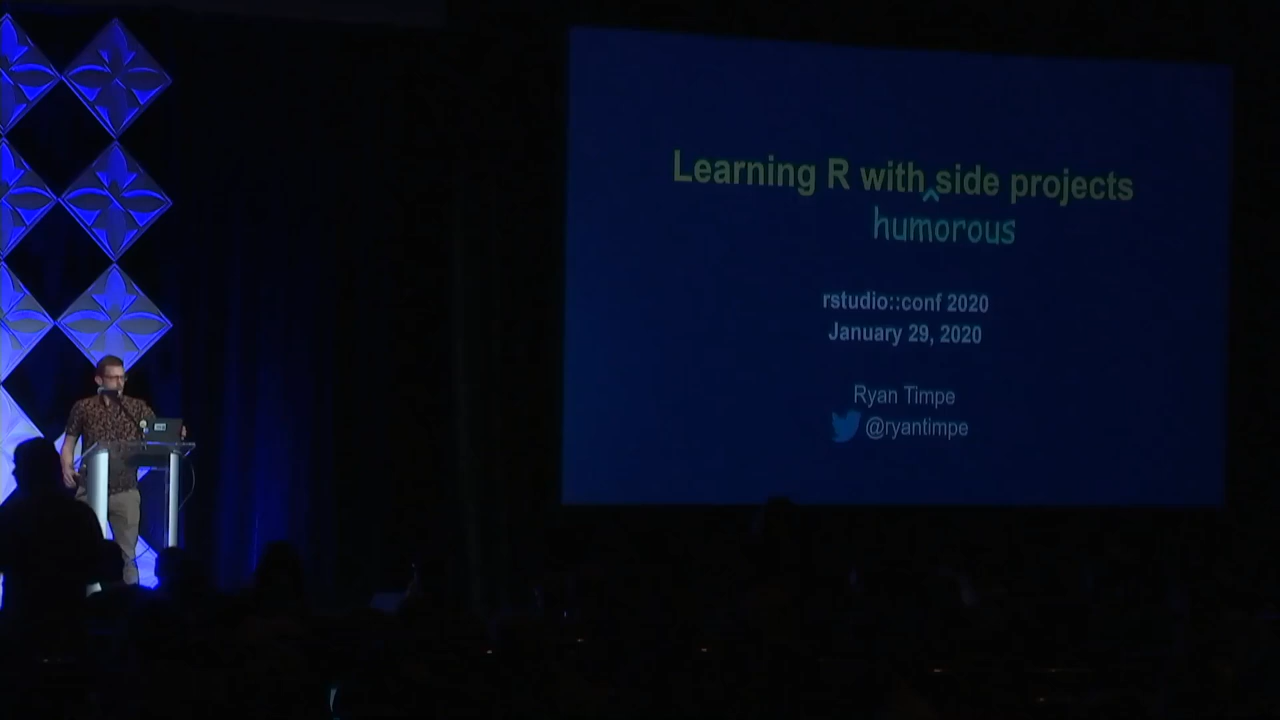 Learning R with ^ side projects
humorous
rstudio::conf 2020
January 29, 2020
Ryan Timpe
@ryantimpe